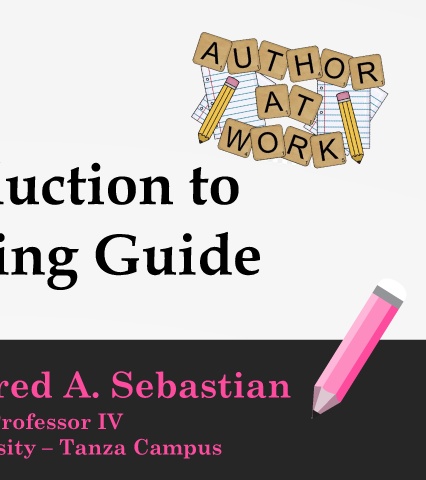 AUTHOR
AT
WORK
uction to
ing Guide
red A. Sebastian
Professor IV
sity – Tanza Campus